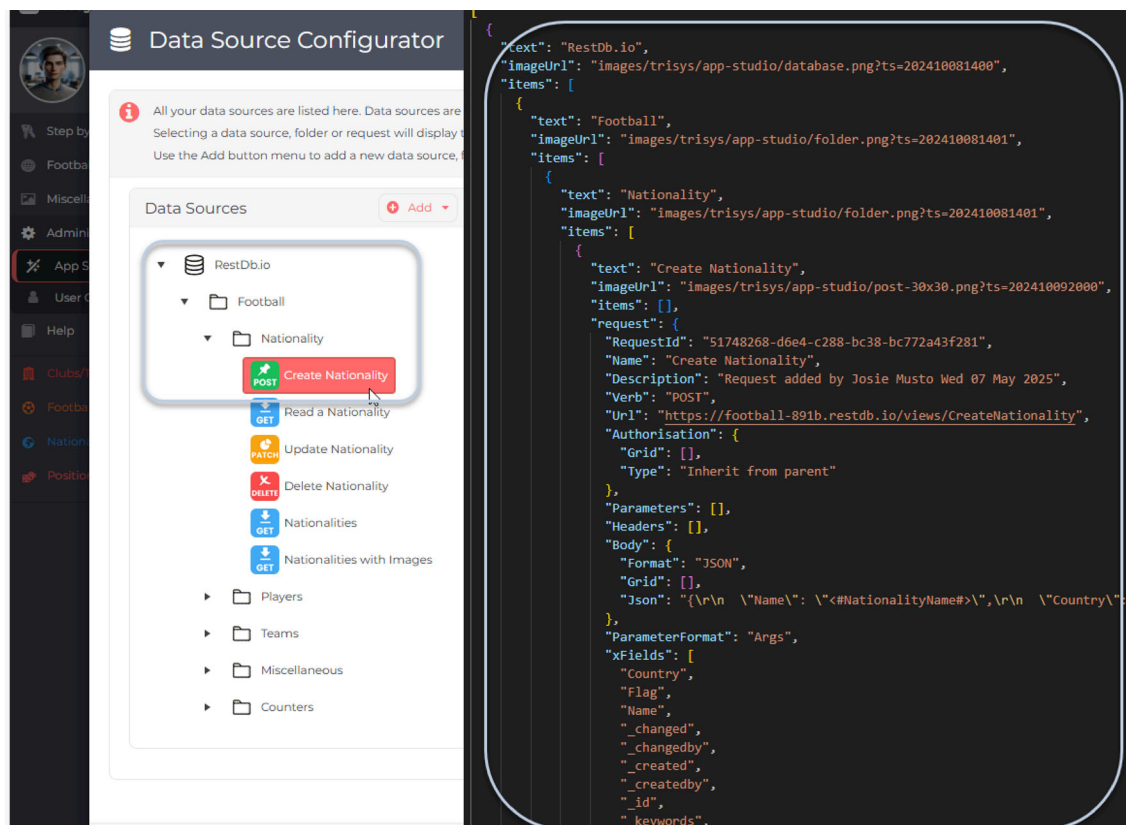 Data Source Configurator
All your data sources are listed here. Data sources are
Selecting a data source, folder or request will display
Use the Add button menu to add a new data source,
Step by
Footba
Miscell
Admini
App S
User
Help
Clubs/
Footba
Nation
Position
Data Sources
Add
RestDb.io
Football
Nationality
POST Create Nationality
GET Read a Nationality
PATCH Update Nationality
DELETE Delete Nationality
GET Nationalities
GET Nationalities with Images
Players
Teams
Miscellaneous
Counters
[
{
"text": "RestDb.io",
"imageUrl": "images/trisys/app-studio/database.png?ts=202410081400",
"items": [
{
"text": "Football",
"imageUrl": "images/trisys/app-studio/folder.png?ts=202410081401",
"items": [
{
"text": "Nationality",
"imageUrl": "images/trisys/app-studio/folder.png?ts=202410081401",
"items": [
{
"text": "Create Nationality",
"imageUrl": "images/trisys/app-studio/post-30x30.png?ts=202410092000",
"items": [],
"request": {
"RequestId": "51748268-d6e4-c288-bc38-bc772a43f281",
"Name": "Create Nationality",
"Description": "Request added by Josie Musto Wed 07 May 2025",
"Verb": "POST",
"Url": "https://football-891b.restdb.io/views/CreateNationality",
"Authorisation": {
"Grid": [],
"Type": "Inherit from parent"
},
"Parameters": [],
"Headers": [],
"Body": {
"Format": "JSON",
"Grid": [],
"Json": "{\r\n  \"Name\": \"<#NationalityName#>\",\r\n  \"Country\":
},
"ParameterFormat": "Args",
"xFields": [
"Country",
"Flag",
"Name",
"_changed",
"_changedby",
"_created",
"_createdby",
"_id",
"_keywords",